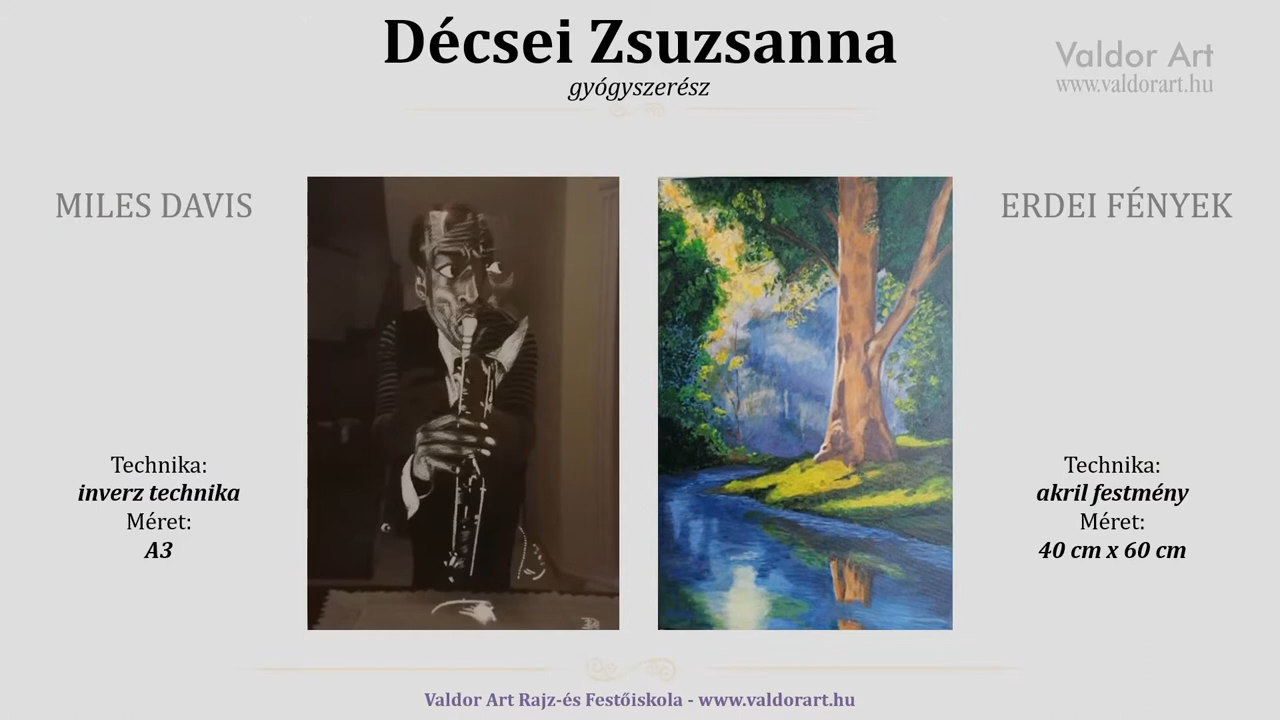 Décsei Zsuzsanna
gyógyszerész
Valdor Art
www.valdorart.hu
MILES DAVIS
Technika:
inverz technika
Méret:
A3
ERDEI FÉNYEK
Technika:
akril festmény
Méret:
40 cm x 60 cm
Valdor Art Rajz-és Festőiskola - www.valdorart.hu